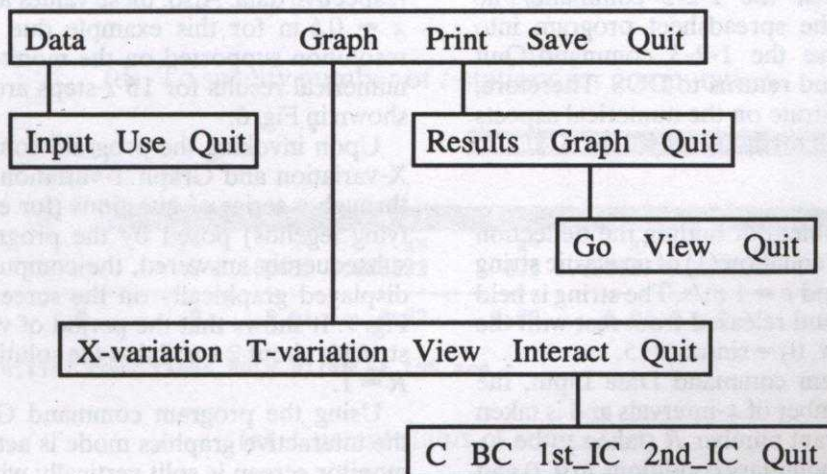 Data Graph Print Save Quit
Input Use Quit
Results Graph Quit
Go View Quit
X-variation T-variation View Interact Quit
C BC 1st_IC 2nd_IC Quit